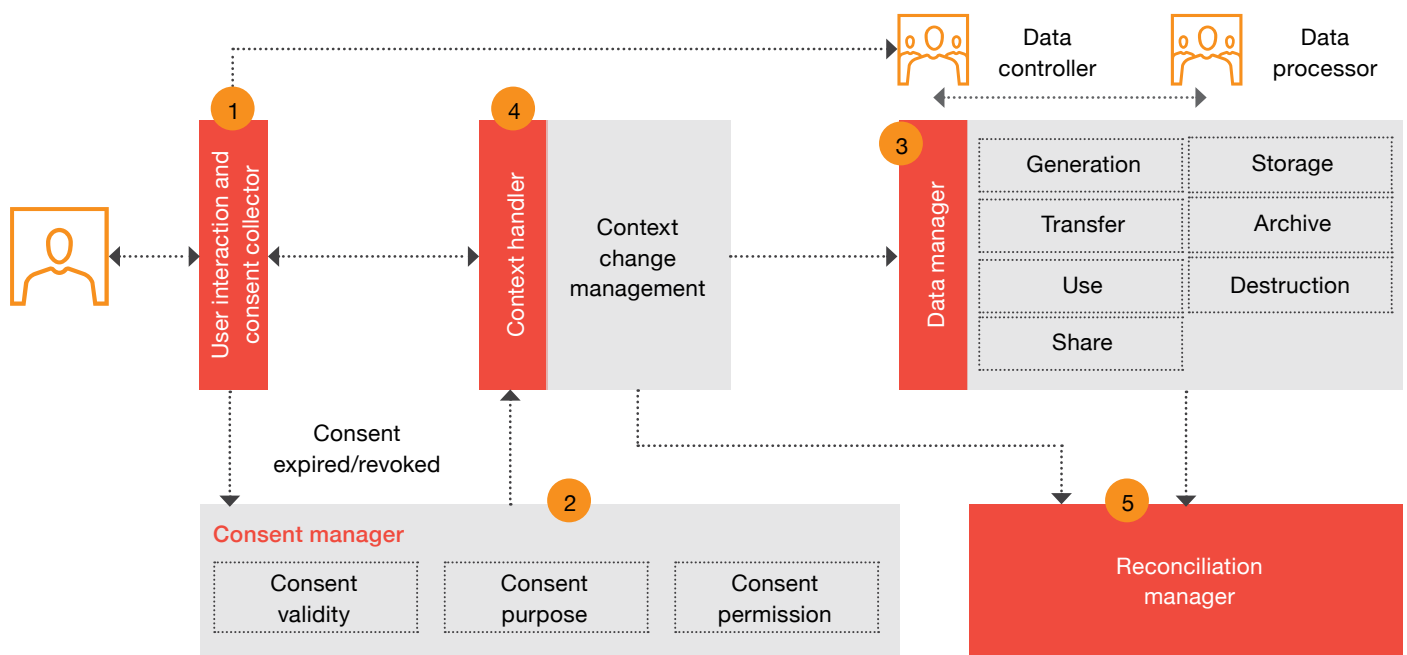 Data
controller
Data
processor
1
User interaction and
consent collector
4
Context handler
Context
change
management
3
Data manager
Generation
Storage
Transfer
Archive
Use
Destruction
Share
Consent
expired/revoked
2
Consent manager
Consent
validity
Consent
purpose
Consent
permission
5
Reconciliation
manager